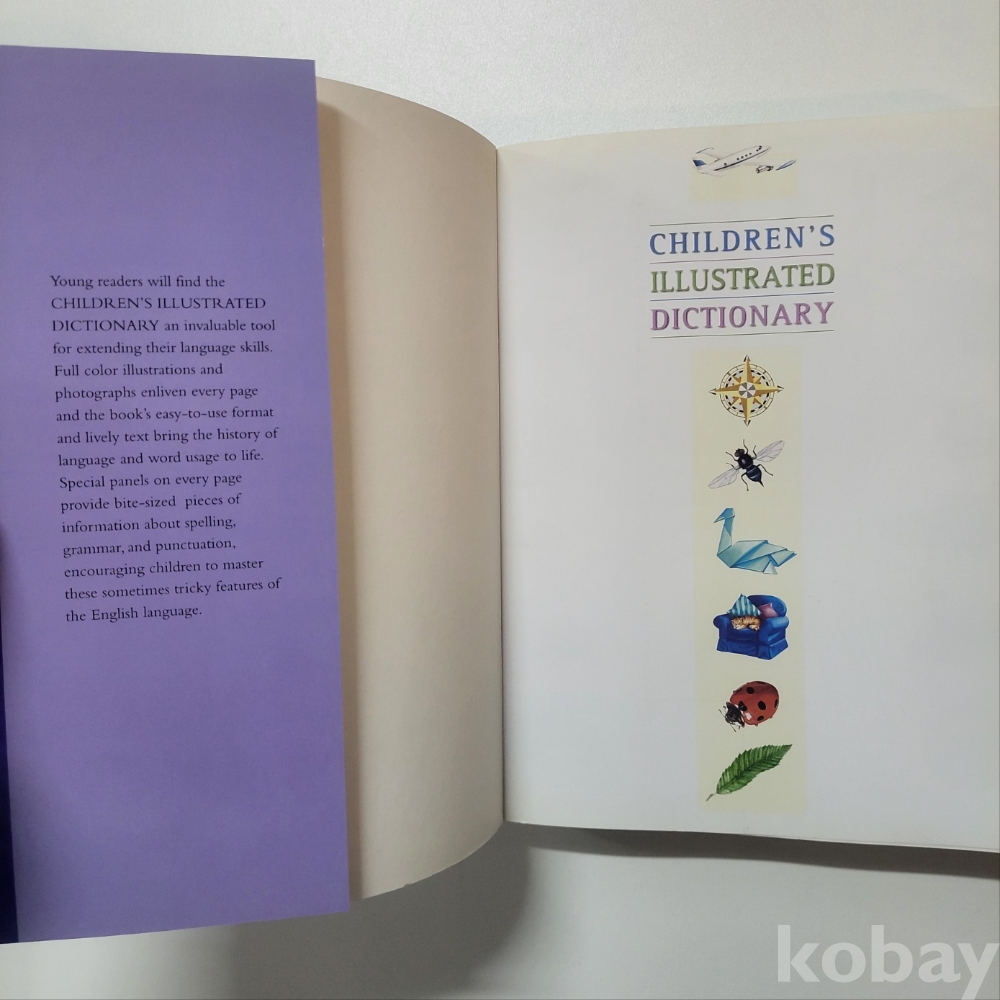 Young readers will find the
CHILDREN'S ILLUSTRATED
DICTIONARY an invaluable tool
for extending their language skills.
Full color illustrations and
photographs enliven every page
and the book's easy-to-use format
and lively text bring the history of
language and word usage to life.
Special panels on every page
provide bite-sized pieces of
information about spelling,
grammar, and punctuation,
encouraging children to master
these sometimes tricky features of
the English language.
CHILDREN'S
ILLUSTRATED
DICTIONARY
kobay